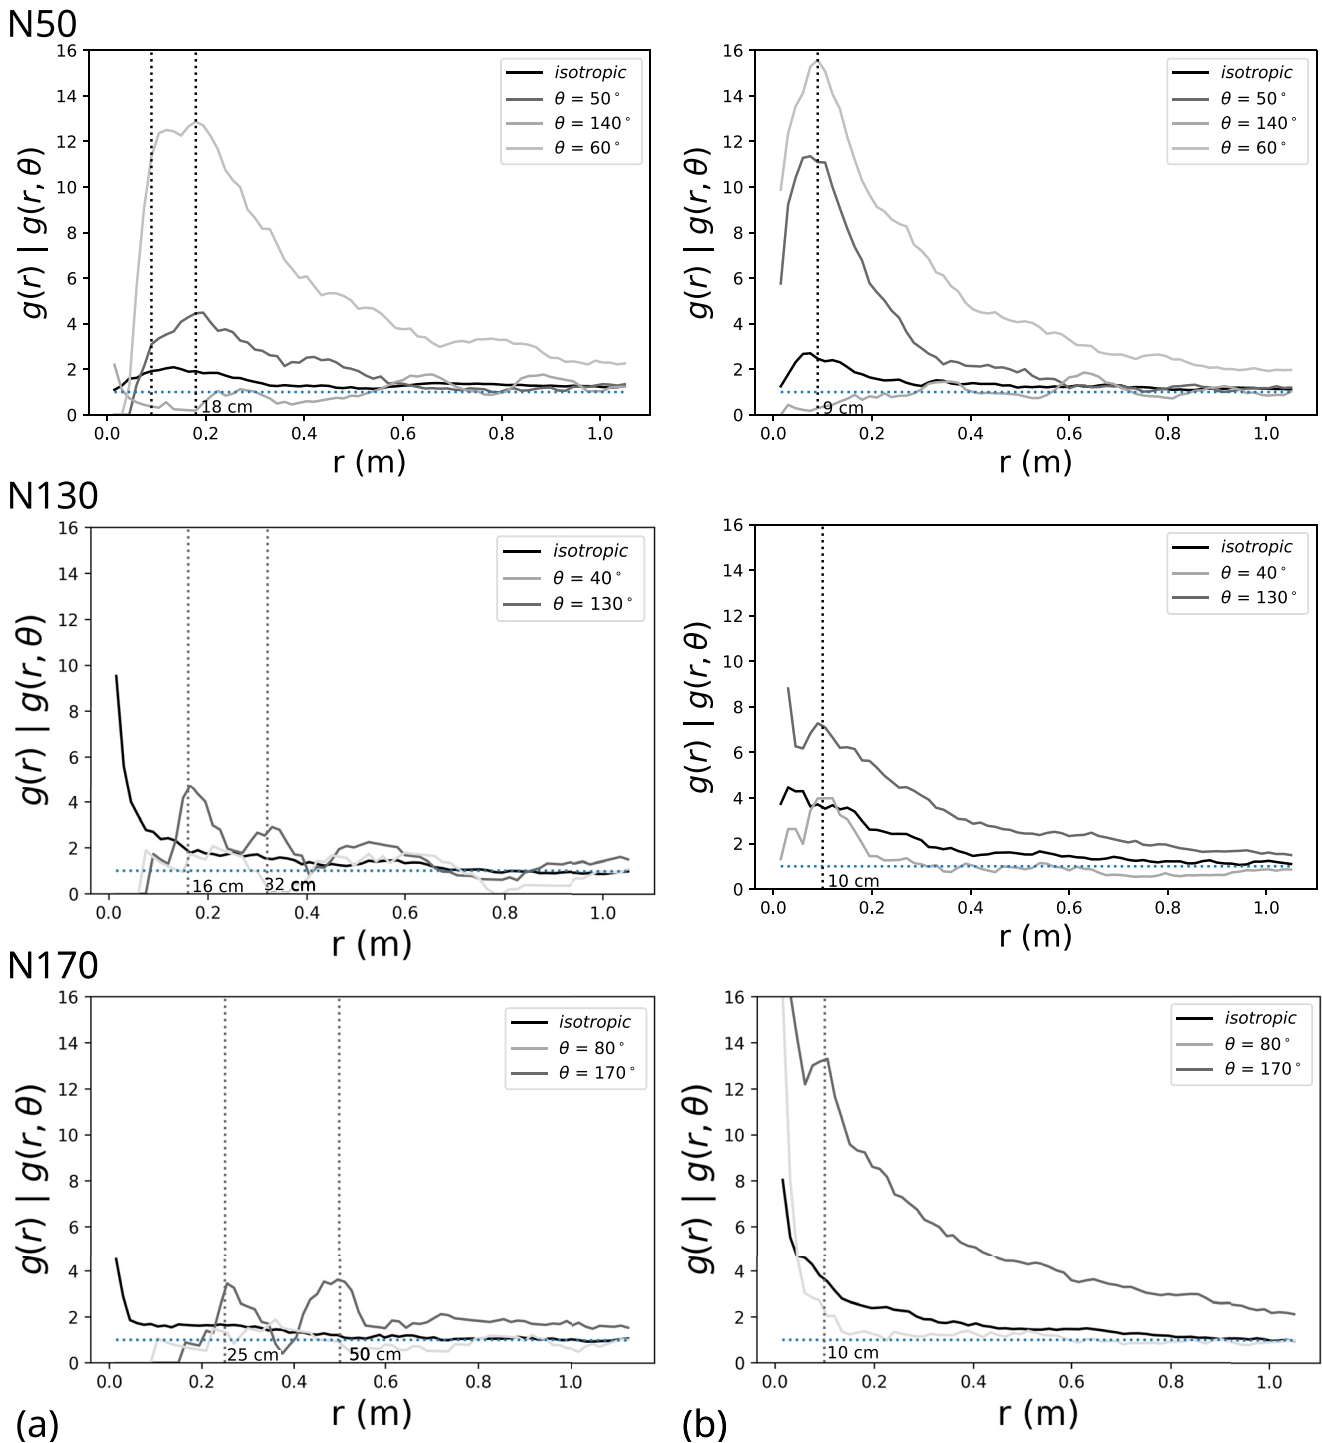 N50
16
14
12
10
8
6
4
2
0
g(r) | g(r, θ)
isotropic
θ = 50°
θ = 140°
θ = 60°
18 cm
0.0 0.2 0.4 0.6 0.8 1.0
r (m)
16
14
12
10
8
6
4
2
0
g(r) | g(r, θ)
isotropic
θ = 50°
θ = 140°
θ = 60°
9 cm
0.0 0.2 0.4 0.6 0.8 1.0
r (m)
N130
16
14
12
10
8
6
4
2
0
g(r) | g(r, θ)
isotropic
θ = 40°
θ = 130°
16 cm 32 cm
0.0 0.2 0.4 0.6 0.8 1.0
r (m)
16
14
12
10
8
6
4
2
0
g(r) | g(r, θ)
isotropic
θ = 40°
θ = 130°
10 cm
0.0 0.2 0.4 0.6 0.8 1.0
r (m)
N170
16
14
12
10
8
6
4
2
0
g(r) | g(r, θ)
isotropic
θ = 80°
θ = 170°
25 cm 50 cm
0.0 0.2 0.4 0.6 0.8 1.0
r (m)
16
14
12
10
8
6
4
2
0
g(r) | g(r, θ)
isotropic
θ = 80°
θ = 170°
10 cm
0.0 0.2 0.4 0.6 0.8 1.0
r (m)
(a) (b)